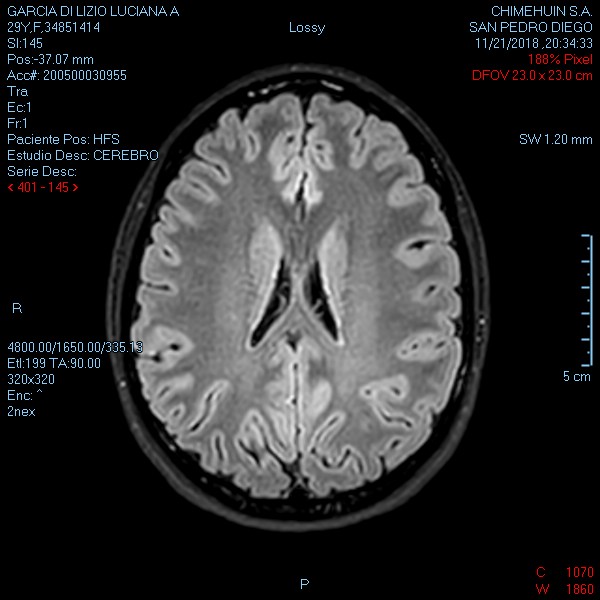 GARCIA DI LIZIO LUCIANA A
29Y,F,34851414
Sl:145
Pos:-37.07 mm
Acc#: 200500030955
Tra
Ec:1
Fr:1
Paciente Pos: HFS
Estudio Desc: CEREBRO
Serie Desc:
< 401 - 145 >
Lossy
CHIMEHUIN S.A.
SAN PEDRO DIEGO
11/21/2018 ,20:34:33
188% Pixel
DFOV 23.0 x 23.0 cm
SW 1.20 mm
R
4800.00/1650.00/335.13
Etl:199 TA:90.00
320x320
Enc: ^
2nex
5 cm
P
C 1070
W 1860